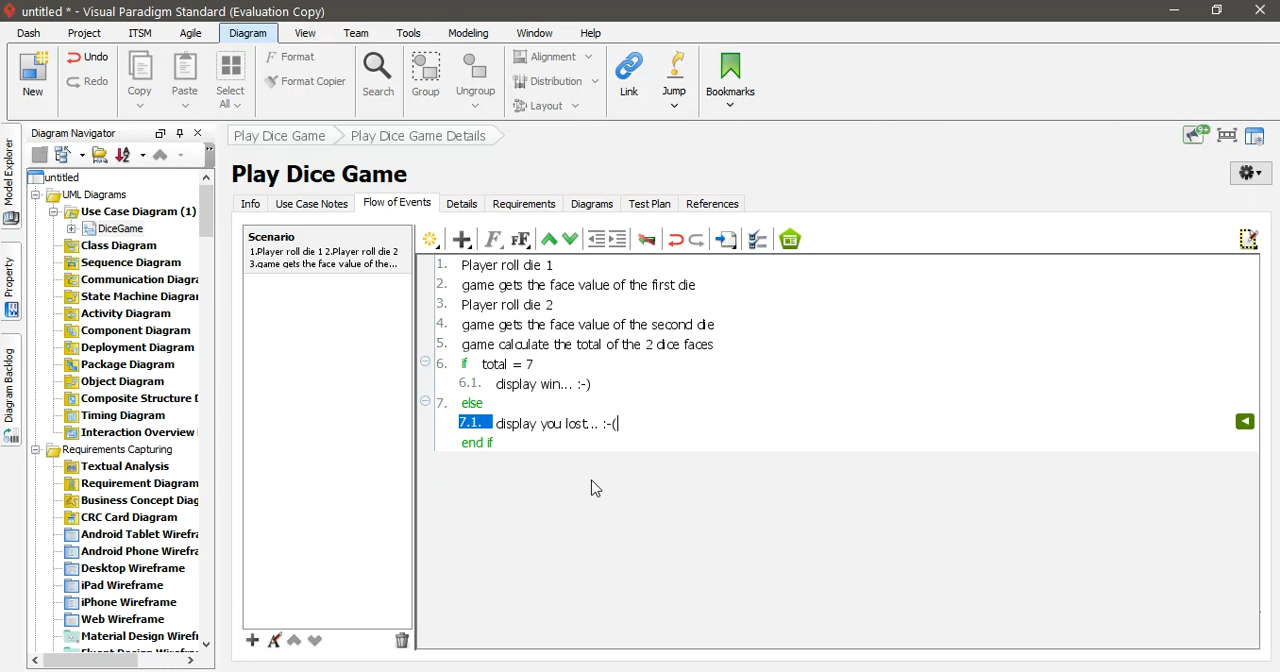 untitled * - Visual Paradigm Standard (Evaluation Copy)
Dash Project ITSM Agile Diagram View Team Tools Modeling Window Help
New Undo Redo Copy Paste Select All Format Format Copier Search Group Ungroup Alignment Distribution Layout Link Jump Bookmarks
Diagram Navigator
Model Explorer
Property
Diagram Backlog
untitled
UML Diagrams
Use Case Diagram (1)
DiceGame
Class Diagram
Sequence Diagram
Communication Diagra
State Machine Diagra
Activity Diagram
Component Diagram
Deployment Diagram
Package Diagram
Object Diagram
Composite Structure D
Timing Diagram
Interaction Overview
Requirements Capturing
Textual Analysis
Requirement Diagram
Business Concept Diag
CRC Card Diagram
Android Tablet Wirefr
Android Phone Wirefr
Desktop Wireframe
iPad Wireframe
iPhone Wireframe
Web Wireframe
Material Design Wirefr
Play Dice Game Play Dice Game Details
9+
Play Dice Game
Info Use Case Notes Flow of Events Details Requirements Diagrams Test Plan References
Scenario
1.Player roll die 1 2.Player roll die 2
3.game gets the face value of the...
1. Player roll die 1
2. game gets the face value of the first die
3. Player roll die 2
4. game gets the face value of the second die
5. game calculate the total of the 2 dice faces
6. if total = 7
6.1. display win... :-)
7. else
7.1. display you lost... :-(
end if